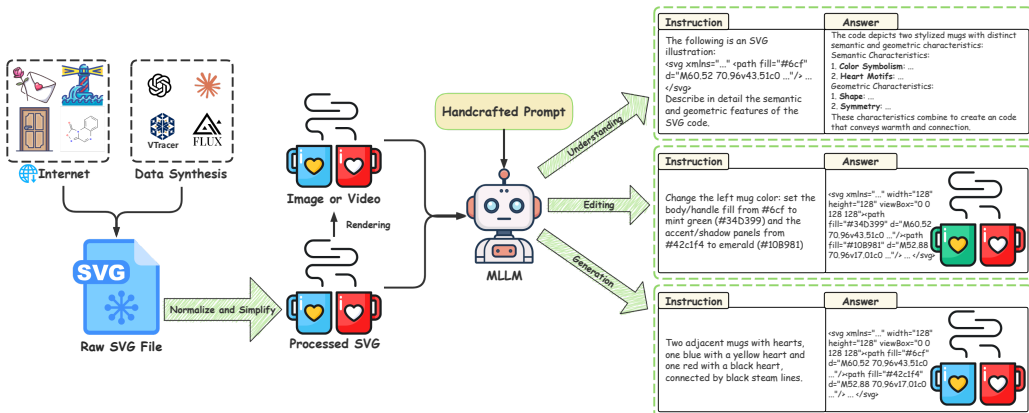 Internet
VTracer
FLUX
Data Synthesis
SVG
Raw SVG File
Normalize and Simplify
Image or Video
Rendering
Processed SVG
Handcrafted Prompt
MLLM
Understanding
Editing
Generation
Instruction
The following is an SVG
illustration:
<svg xmlns="..." <path fill="#6cf"
d="M60.52 70.96v43.51c0 ..."/> ...
</svg>
Describe in detail the semantic
and geometric features of the
SVG code.
Answer
The code depicts two stylized mugs with distinct
semantic and geometric characteristics:
Semantic Characteristics:
1. Color Symbolism: ...
2. Heart Motifs: ...
Geometric Characteristics:
1. Shape: ...
2. Symmetry: ...
These characteristics combine to create an code
that conveys warmth and connection.
Instruction
Change the left mug color: set the
body/handle fill from #6cf to
mint green (#34D399) and the
accent/shadow panels from
#42c1f4 to emerald (#10B981)
Answer
<svg xmlns="..." width="128"
height="128" viewBox="0 0
128 128"><path
fill="#34D399" d="M60.52
70.96v43.51c0 ..."/><path
fill="#10B981" d="M52.88
70.96v17.01c0 ..."/> ... </svg>
Instruction
Two adjacent mugs with hearts,
one blue with a yellow heart and
one red with a black heart,
connected by black steam lines.
Answer
<svg xmlns="..." width="128"
height="128" viewBox="0 0
128 128"><path fill="#6cf"
d="M60.52 70.96v43.51c0
..."/><path fill="#42c1f4"
d="M52.88 70.96v17.01c0
..."/> ... </svg>